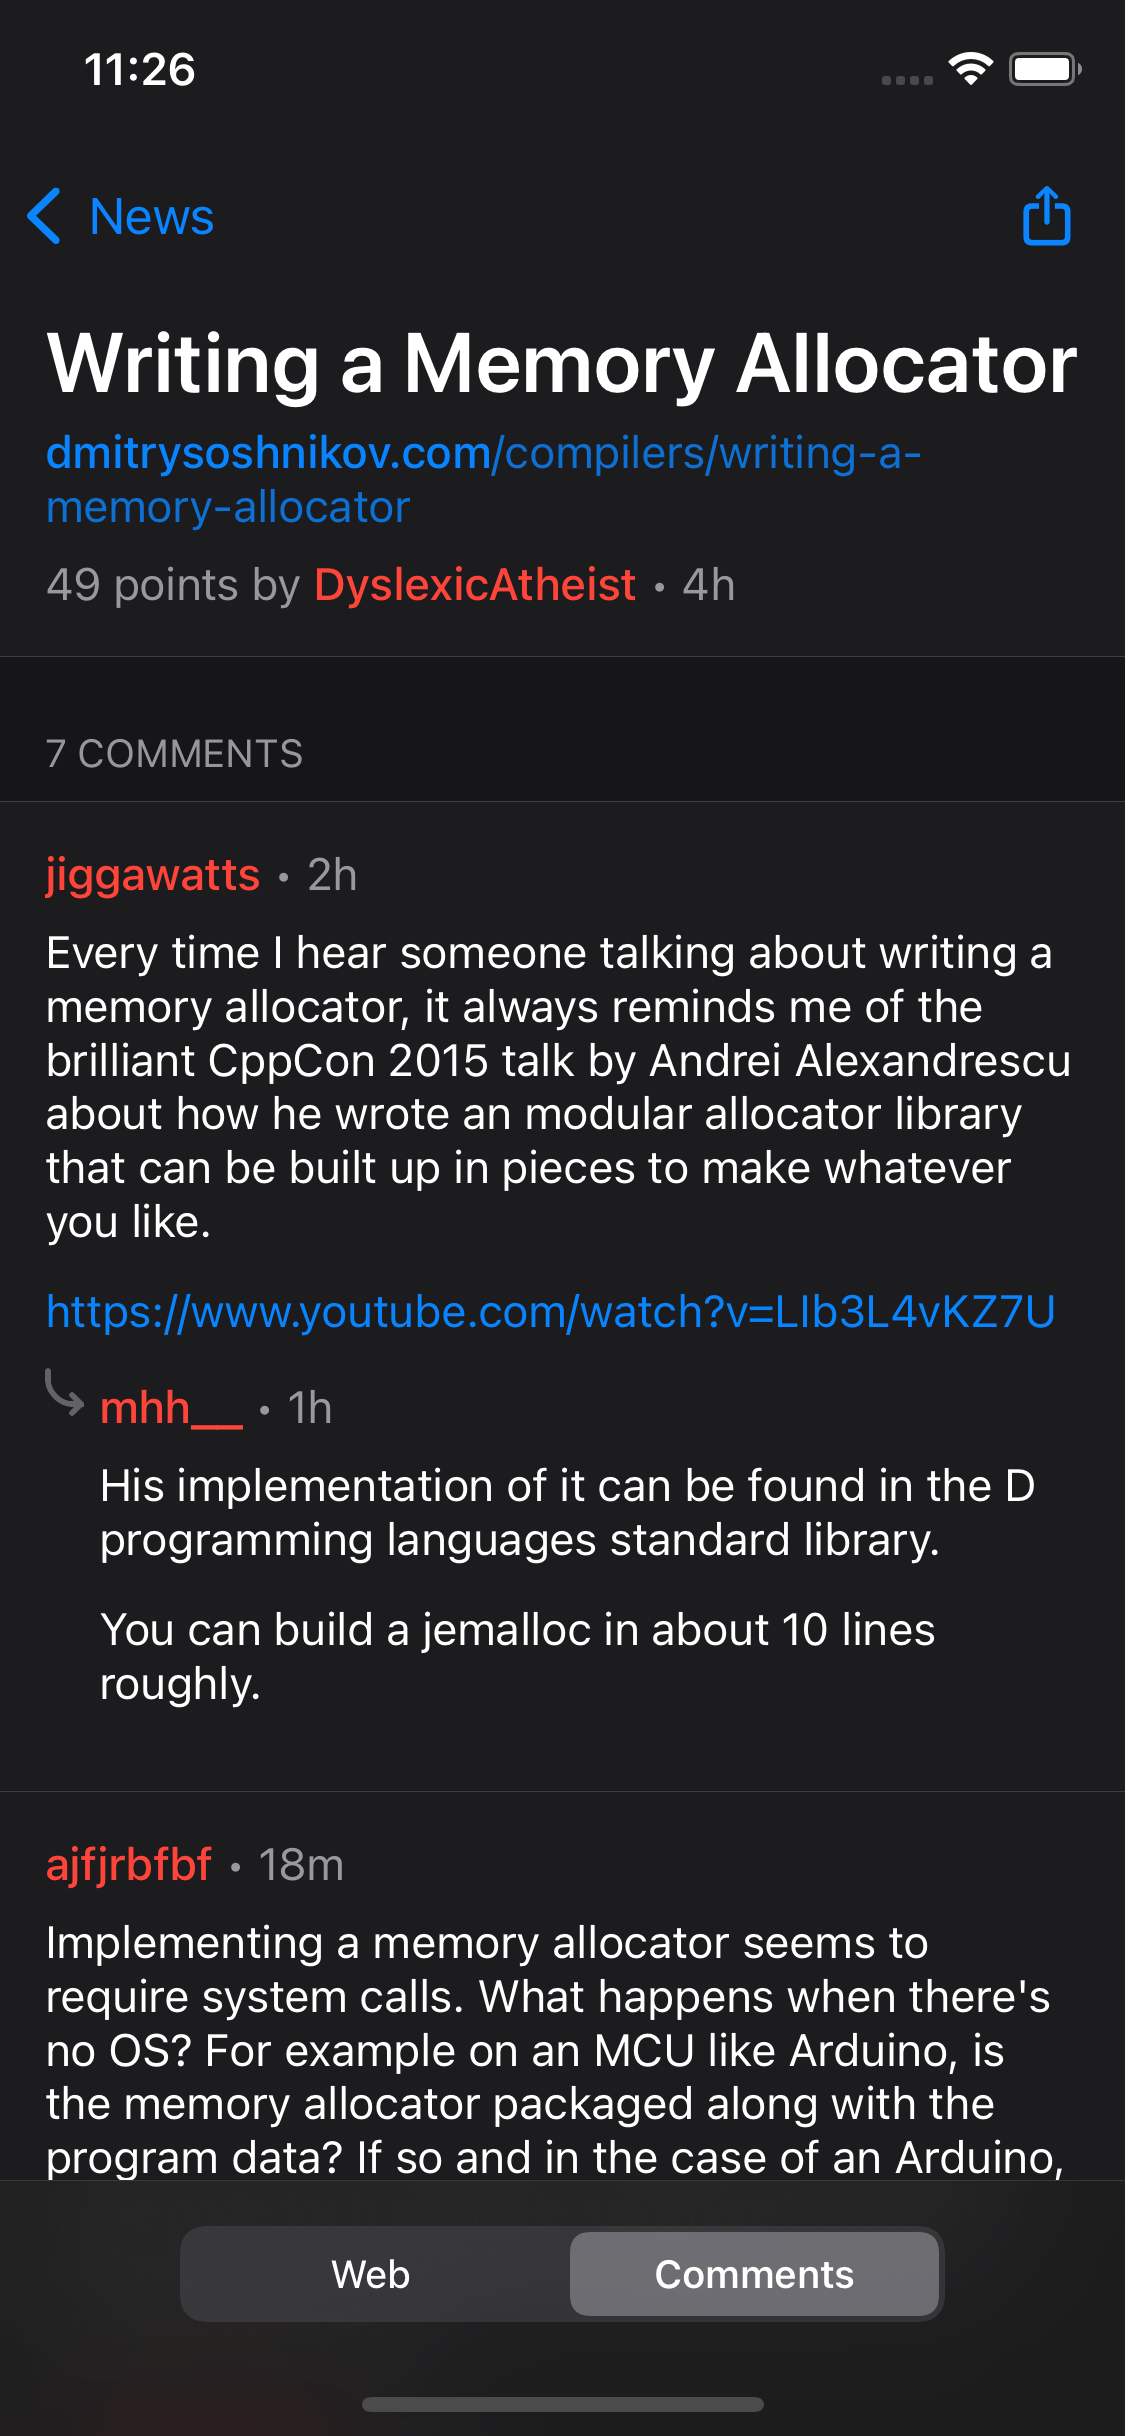 11:26
News
Writing a Memory Allocator
dmitrysoshnikov.com/compilers/writing-a-
memory-allocator
49 points by DyslexicAtheist • 4h
7 COMMENTS
jiggawatts • 2h
Every time I hear someone talking about writing a
memory allocator, it always reminds me of the
brilliant CppCon 2015 talk by Andrei Alexandrescu
about how he wrote an modular allocator library
that can be built up in pieces to make whatever
you like.
https://www.youtube.com/watch?v=LIb3L4vKZ7U
mhh__ • 1h
His implementation of it can be found in the D
programming languages standard library.
You can build a jemalloc in about 10 lines
roughly.
ajfjrbfbf • 18m
Implementing a memory allocator seems to
require system calls. What happens when there's
no OS? For example on an MCU like Arduino, is
the memory allocator packaged along with the
program data? If so and in the case of an Arduino,
Web
Comments